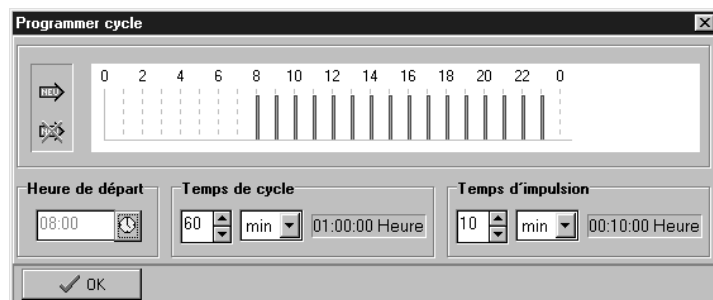 Programmer cycle
0 2 4 6 8 10 12 14 16 18 20 22 0
NEU
Heure de départ
08:00
Temps de cycle
60 min 01:00:00 Heure
Temps d'impulsion
10 min 00:10:00 Heure
OK